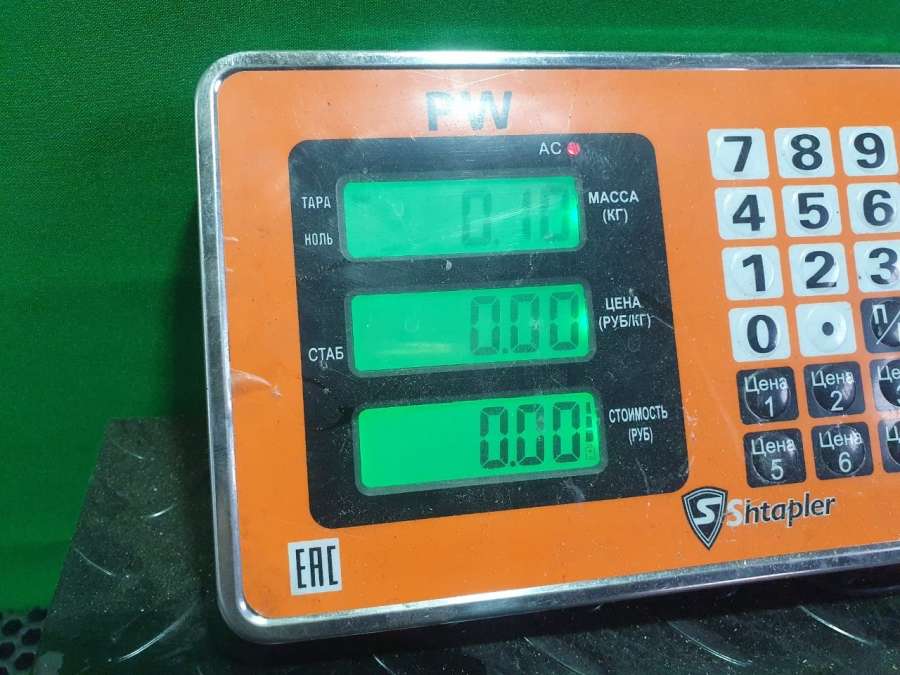 PW
AC
ТАРА
НОЛЬ
0.10
МАССА
(КГ)
СТАБ
0.00
ЦЕНА
(РУБ/КГ)
0.00
СТОИМОСТЬ
(РУБ)
7 8 9
4 5 6
1 2 3
0 • П/
Цена 1
Цена 2
Цена 5
Цена 6
S Shtapler
EAC